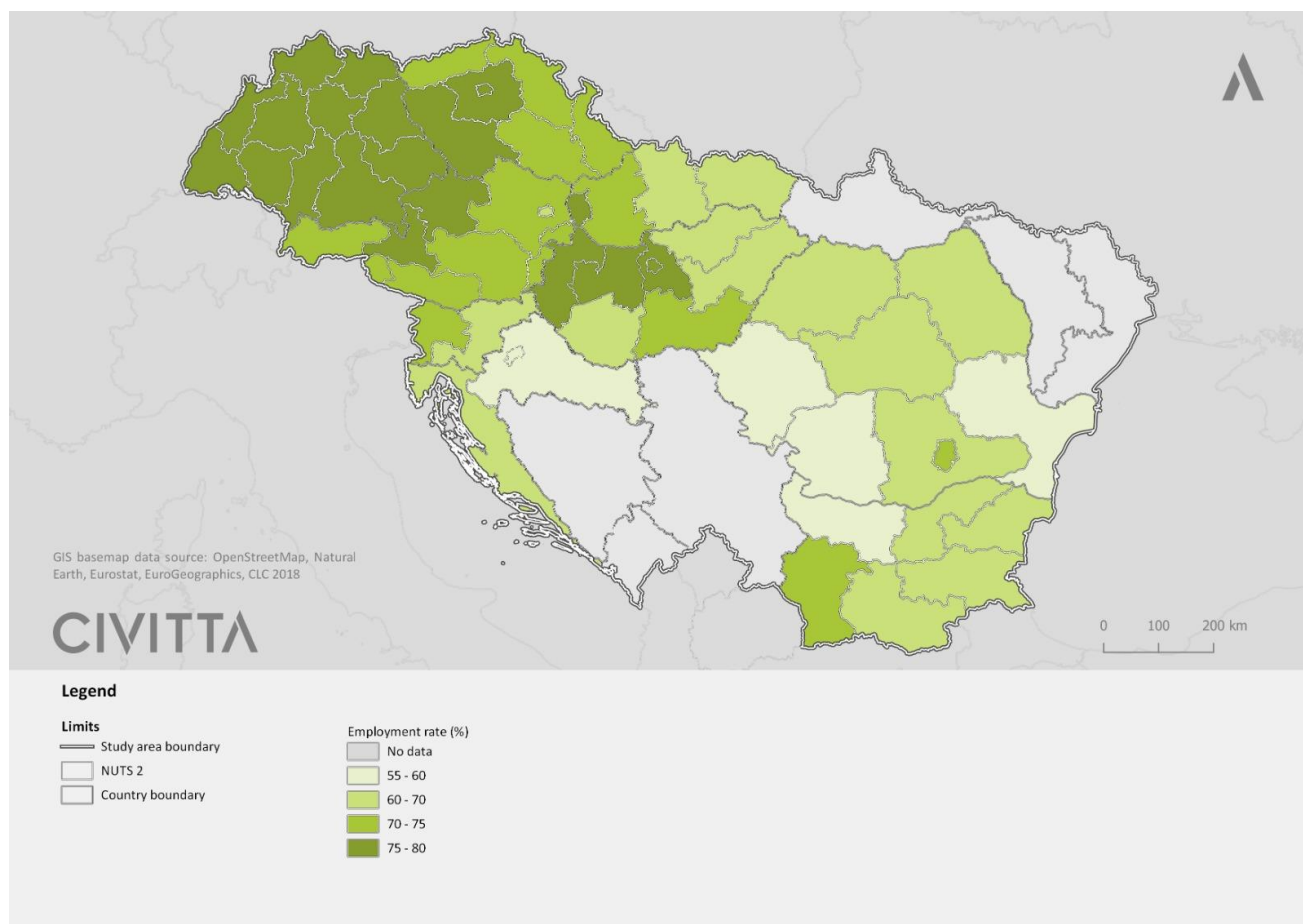 GIS basemap data source: OpenStreetMap, Natural
Earth, Eurostat, EuroGeographics, CLC 2018
CIVITTA
0 100 200 km
Legend
Limits
Study area boundary
NUTS 2
Country boundary
Employment rate (%)
No data
55 - 60
60 - 70
70 - 75
75 - 80